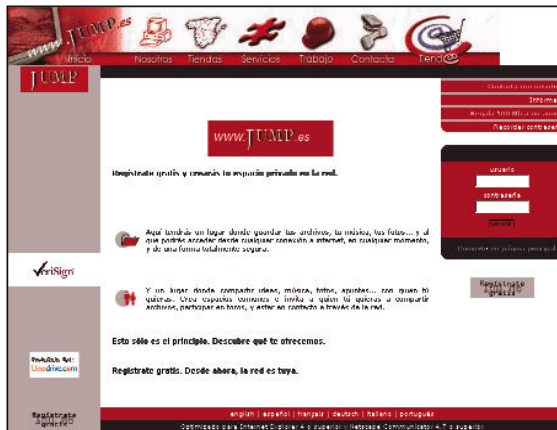 www.JUMP.es
Inicio Nosotros Tiendas Servicios Trabajo Contacta Tiend@
JUMP
Recordar contraseña
www.JUMP.es
Regístrate gratis y crearás tu espacio privado en la red.
usuario
contraseña
Aquí tendrás un lugar donde guardar tus archivos, tu música, tus fotos... y al
que podrás acceder desde cualquier conexión a internet, en cualquier momento,
y de una forma totalmente segura.
VeriSign
Y un lugar donde compartir ideas, música, fotos, apuntes... con quien tú
quieras. Crea espacios comunes e invita a quien tú quieras a compartir
archivos, participar en foros, y estar en contacto a través de la red.
Regístrate
gratis
Esto sólo es el principio. Descubre qué te ofrecemos.
Regístrate gratis. Desde ahora, la red es tuya.
Regístrate
gratis
english | español | français | deutsch | italiano | português
Optimizado para Internet Explorer 4 o superior y Netscape Communicator 4.7 o superior